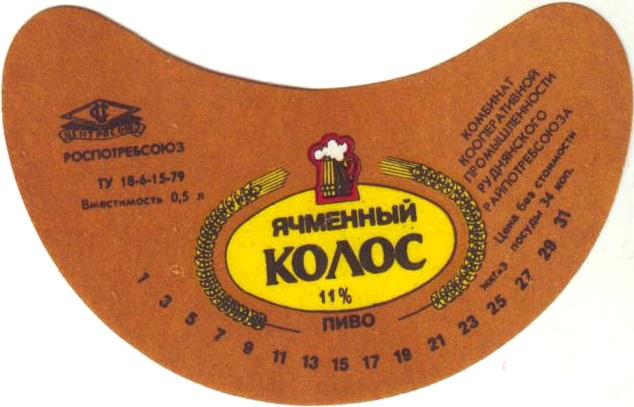 ЦЕНТРОСОЮЗ
РОСПОТРЕБСОЮЗ
ТУ 18-6-15-79
Вместимость 0,5 л
ЯЧМЕННЫЙ
КОЛОС
11%
ПИВО
КОМБИНАТ
КООПЕРАТИВНОЙ
ПРОМЫШЛЕННОСТИ
РУДНЯНСКОГО
РАЙПОТРЕБСОЮЗА
Цена без стоимости
посуды 34 коп.
1 3 5 7 9 11 13 15 17 19 21 23 25 27 29 31